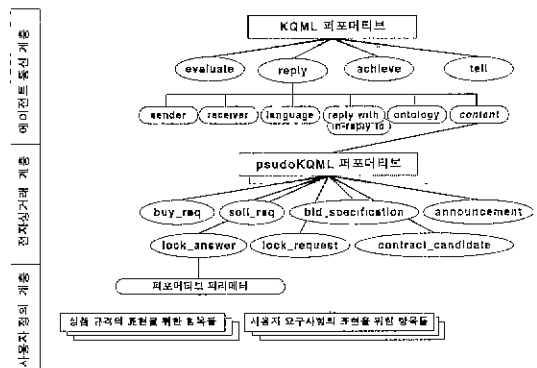 KQML 퍼포머티브
evaluate
reply
achieve
tell
sender
receiver
language
reply with
in-reply to
ontology
content
에이전트 통신 계층
psudoKQML 퍼포머티브
buy_req
sell_req
bid_specification
announcement
lock_answer
lock_request
contract_candidate
전자상거래 계층
퍼포머티브 파라메터
상품 규격의 표현을 위한 항목들
사용자 요구사항의 표현을 위한 항목들
사용자 정의 계층